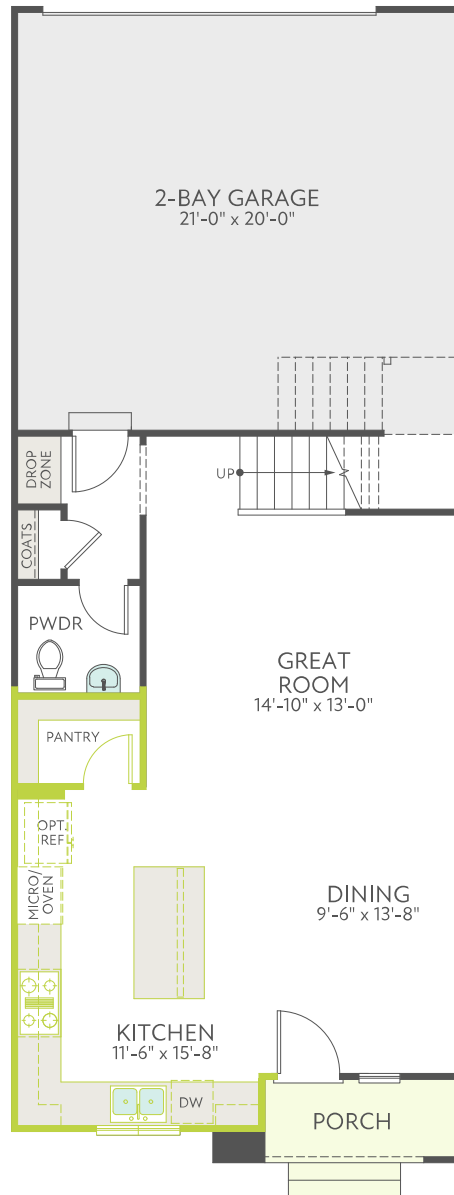 2-BAY GARAGE
21'-0" x 20'-0"
DROP
ZONE
UP
COATS
PWDR
GREAT
ROOM
14'-10" x 13'-0"
PANTRY
OPT.
REF
MICRO/
OVEN
DINING
9'-6" x 13'-8"
KITCHEN
11'-6" x 15'-8"
DW
PORCH